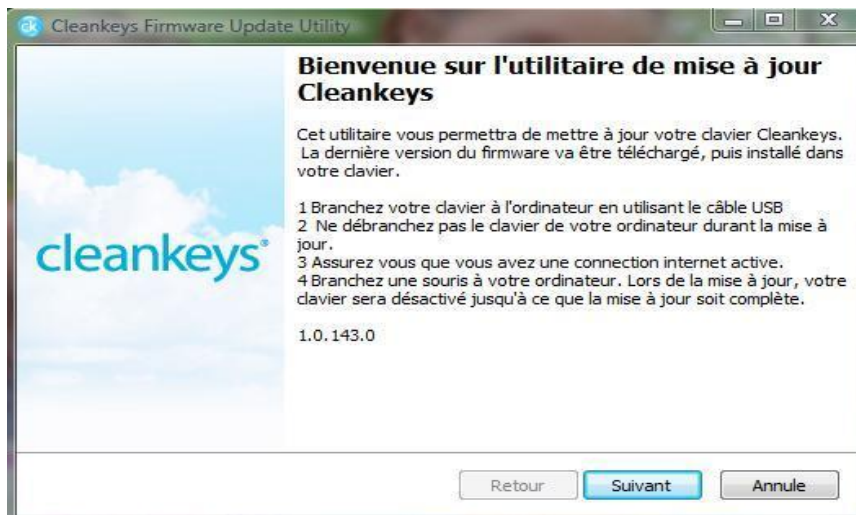 ck Cleankeys Firmware Update Utility
Bienvenue sur l'utilitaire de mise à jour
Cleankeys
Cet utilitaire vous permettra de mettre à jour votre clavier Cleankeys.
La dernière version du firmware va être téléchargé, puis installé dans
votre clavier.
1 Branchez votre clavier à l'ordinateur en utilisant le câble USB
2 Ne débranchez pas le clavier de votre ordinateur durant la mise à
jour.
3 Assurez vous que vous avez une connection internet active.
4 Branchez une souris à votre ordinateur. Lors de la mise à jour, votre
clavier sera désactivé jusqu'à ce que la mise à jour soit complète.
1.0.143.0
cleankeys®
Retour Suivant Annule